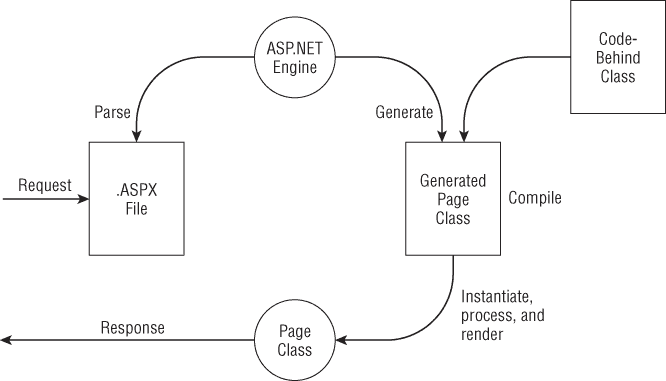 ASP.NET
Engine
Code-
Behind
Class
Parse
Generate
Request
.ASPX
File
Generated
Page
Class
Compile
Instantiate,
process, and
render
Response
Page
Class